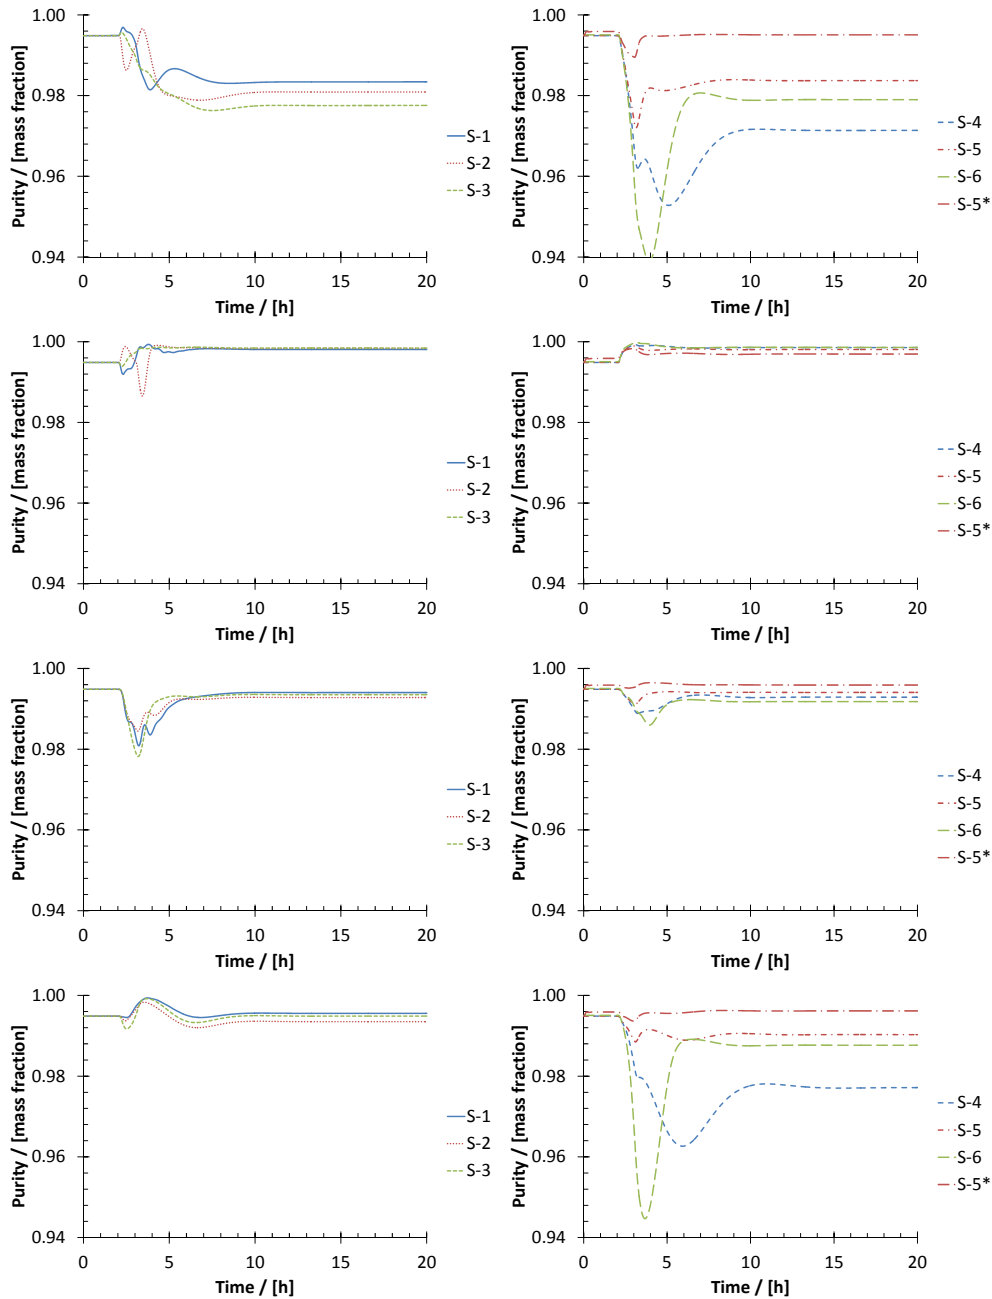 Purity / [mass fraction]
1.00
0.98
0.96
0.94
0 5 10 15 20
Time / [h]
S-1
S-2
S-3
Purity / [mass fraction]
1.00
0.98
0.96
0.94
0 5 10 15 20
Time / [h]
S-4
S-5
S-6
S-5*
Purity / [mass fraction]
1.00
0.98
0.96
0.94
0 5 10 15 20
Time / [h]
S-1
S-2
S-3
Purity / [mass fraction]
1.00
0.98
0.96
0.94
0 5 10 15 20
Time / [h]
S-4
S-5
S-6
S-5*
Purity / [mass fraction]
1.00
0.98
0.96
0.94
0 5 10 15 20
Time / [h]
S-1
S-2
S-3
Purity / [mass fraction]
1.00
0.98
0.96
0.94
0 5 10 15 20
Time / [h]
S-4
S-5
S-6
S-5*
Purity / [mass fraction]
1.00
0.98
0.96
0.94
0 5 10 15 20
Time / [h]
S-1
S-2
S-3
Purity / [mass fraction]
1.00
0.98
0.96
0.94
0 5 10 15 20
Time / [h]
S-4
S-5
S-6
S-5*